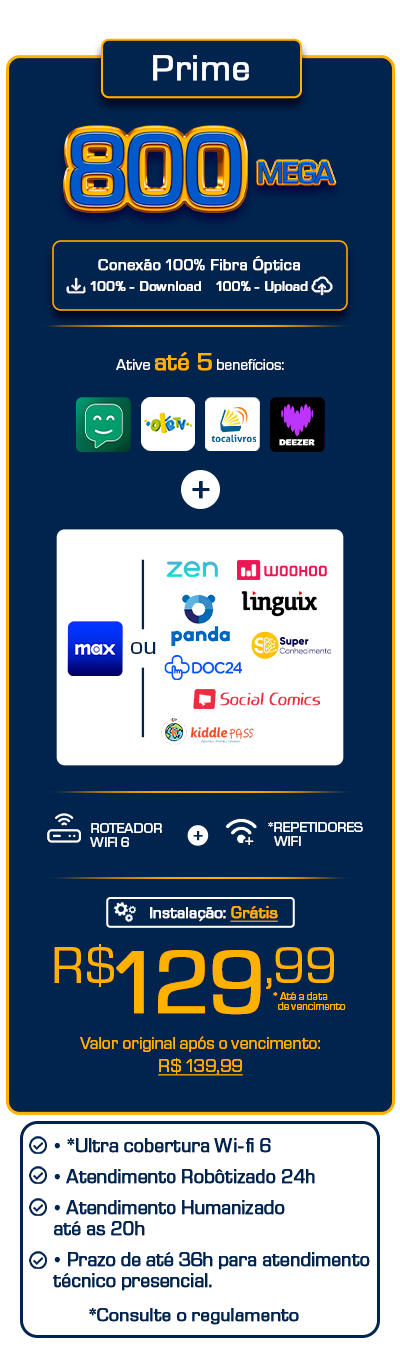 Prime
800 MEGA
Conexão 100% Fibra Óptica
100% - Download 100% - Upload
Ative até 5 benefícios:
OYBTV
tocalivros
DEEZER
+
max
ou
zen
WOOHOO
linguix
panda
Super
Conhecimento
DOC24
Social Comics
kiddle PASS
ROTEADOR
WIFI 6
+
*REPETIDORES
WIFI
Instalação: Grátis
R$129,99
* Até a data
de vencimento
Valor original após o vencimento:
R$ 139,99
• *Ultra cobertura Wi-fi 6
• Atendimento Robôtizado 24h
• Atendimento Humanizado
até as 20h
• Prazo de até 36h para atendimento
técnico presencial.
*Consulte o regulamento